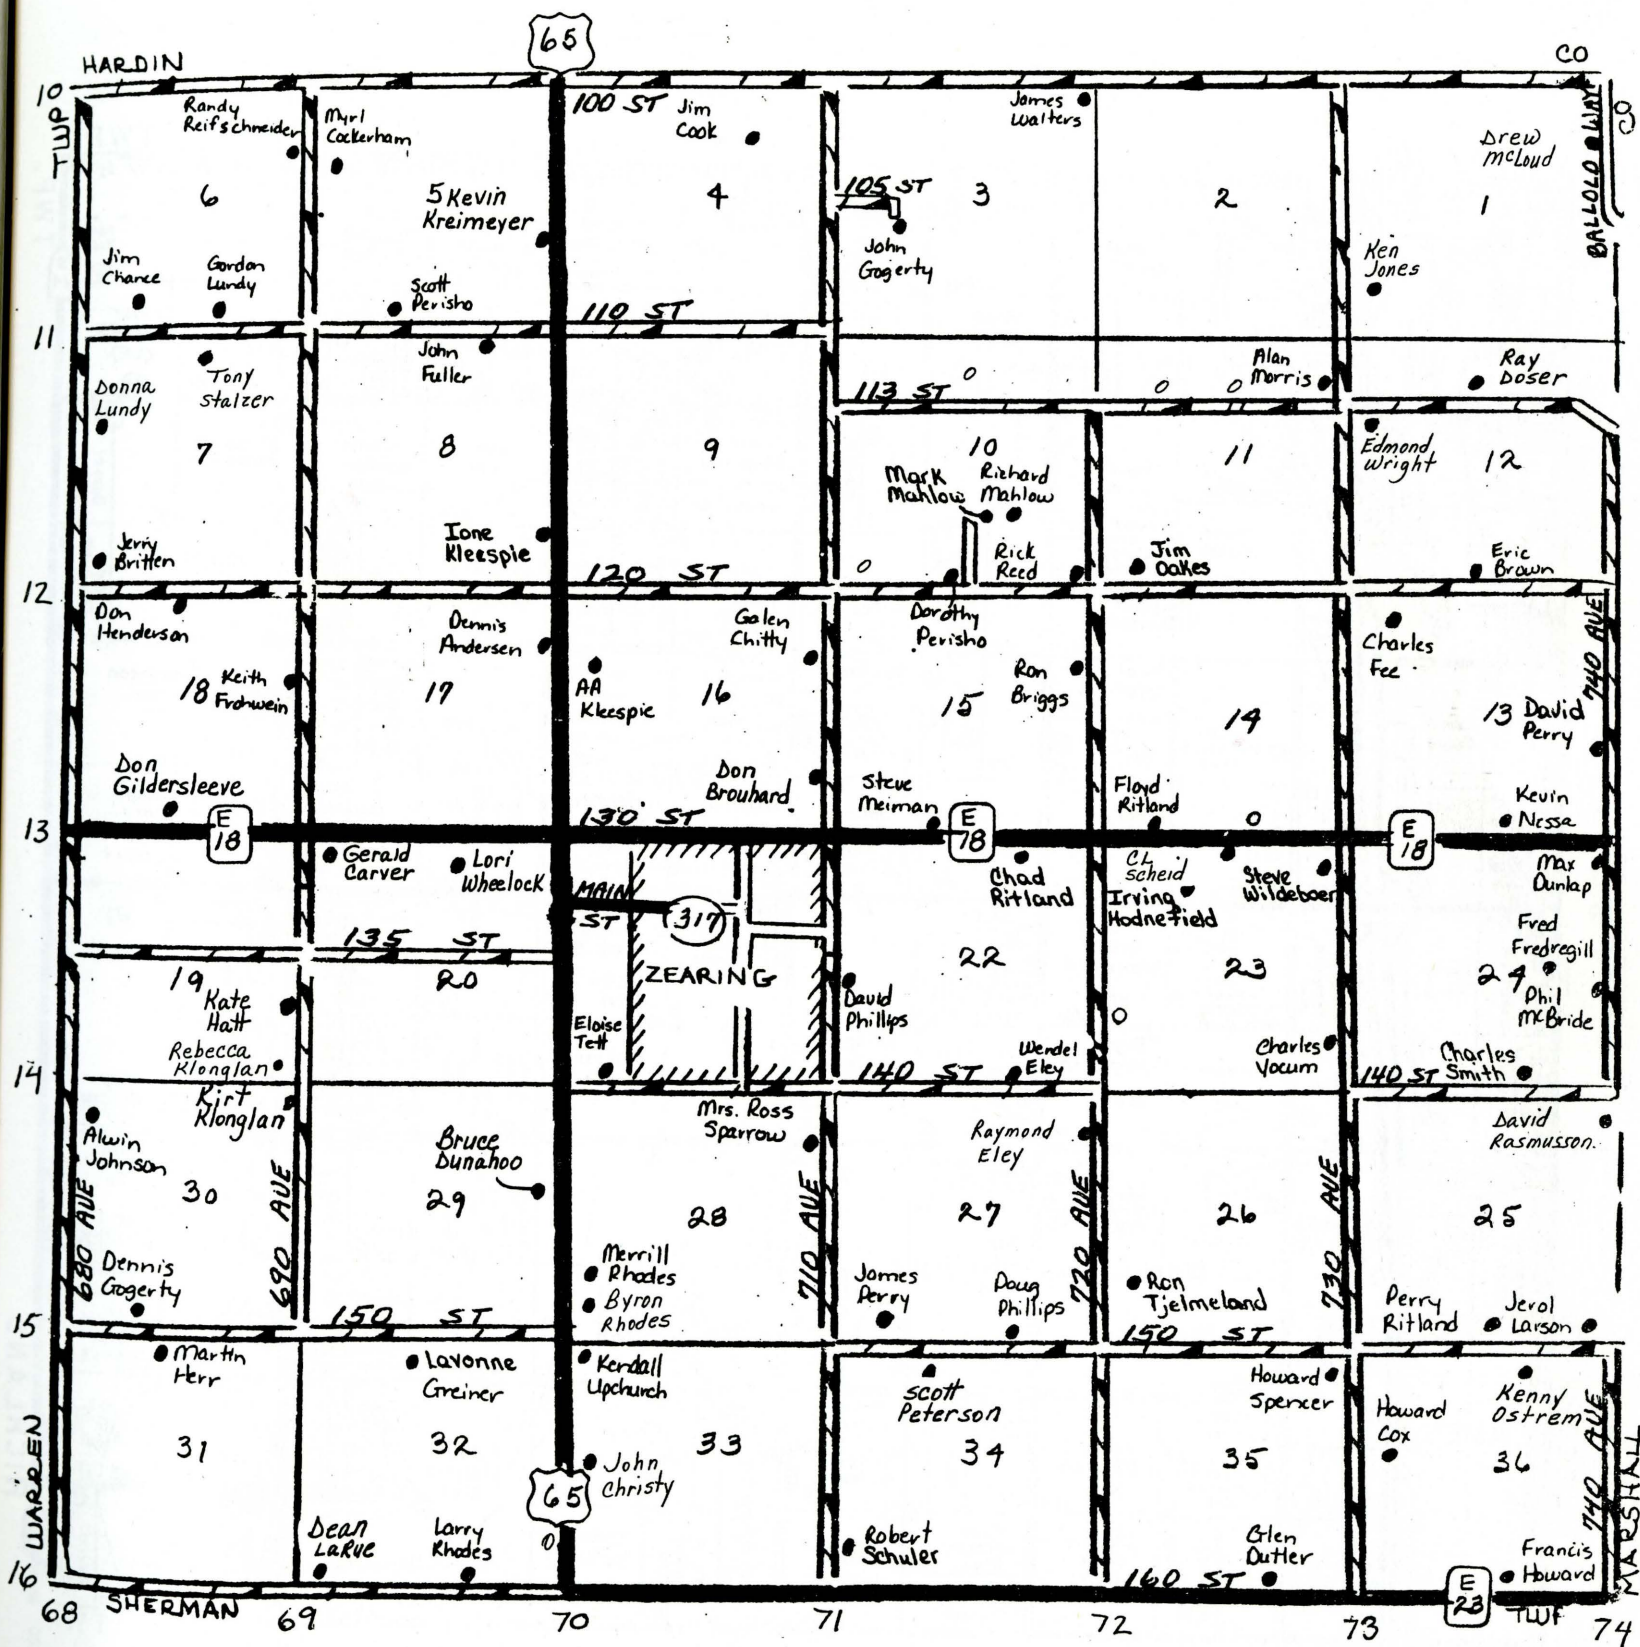 65
HARDIN
CO
10
TWP
Randy
Reifschneider
Myrl
Cockerham
100 ST
Jim
Cook
James
Walters
Drew
McCloud
BALLOLD WAY
CO
6
5 Kevin
Kreimeyer
4
105 ST
3
2
1
John
Gogerty
Ken
Jones
Jim
Chance
Gordon
Lundy
Scott
Perisho
110 ST
11
John
Fuller
Tony
Stalzer
Donna
Lundy
Alan
Morris
Ray
Doser
113 ST
7
8
9
10
11
Edmond
Wright
12
Mark
Mahlow
Richard
Mahlow
Ione
Kleespie
Jerry
Britten
Rick
Reed
Jim
Oakes
Eric
Brown
120 ST
12
Don
Henderson
Dennis
Andersen
Galen
Chitty
Dorothy
Perisho
Charles
Fee
740 AVE
18
Keith
Frohwein
17
AA
Kleespie
16
15
Ron
Briggs
14
13
David
Perry
Don
Gildersleeve
Don
Brouhard
Steve
Meiman
Floyd
Ritland
Kevin
Nessa
130 ST
13
E
18
E
18
E
18
Gerald
Carver
Lori
Wheelock
MAIN
ST
317
Chad
Ritland
CL
Scheid
Irving
Hodnefield
Steve
Wildeboer
Max
Dunlap
135 ST
Fred
Fredregill
19
20
ZEARING
22
23
24
Kate
Hatt
David
Phillips
Phil
McBride
Eloise
Tett
Rebecca
Klonglan
Wendel
Eley
Charles
Yocum
Charles
Smith
14
140 ST
140 ST
Kirt
Klonglan
Mrs. Ross
Sparrow
Raymond
Eley
David
Rasmusson
Alwin
Johnson
Bruce
Dunahoo
680 AVE
30
690 AVE
29
28
710 AVE
27
720 AVE
26
730 AVE
25
Dennis
Gogerty
Merrill
Rhodes
Byron
Rhodes
James
Perry
Doug
Phillips
Ron
Tjelmeland
Perry
Ritland
Jerol
Larson
15
150 ST
150 ST
Martin
Herr
Lavonne
Greiner
Kendall
Upchurch
Scott
Peterson
Howard
Spencer
Howard
Cox
Kenny
Ostrem
740 AVE
WARREN
31
32
33
34
35
36
MARSHALL
65
John
Christy
Dean
LaRue
Larry
Rhodes
Robert
Schuler
Glen
Dutler
Francis
Howard
160 ST
16
E
23
SHERMAN
TWP
68
69
70
71
72
73
74